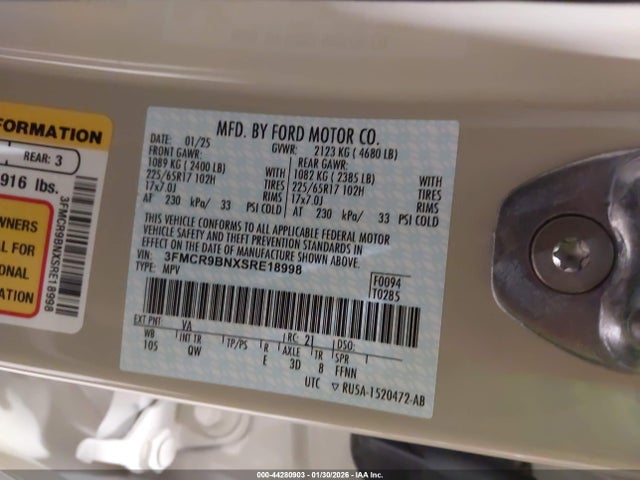 FORMATION
REAR: 3
916 lbs.
WNERS
AL FOR
IONAL
ON
3FMCR9BNXSRE18998
MFD. BY FORD MOTOR CO.
DATE: 01/25 GVWR: 2123 KG ( 4680 LB)
FRONT GAWR: REAR GAWR:
1089 KG ( 2400 LB) WITH 1082 KG ( 2385 LB) WITH
225/65R17 102H TIRES 225/65R17 102H TIRES
17x7.0J RIMS 17x7.0J RIMS
AT 230 kPa/ 33 PSI COLD AT 230 kPa/ 33 PSI COLD
THIS VEHICLE CONFORMS TO ALL APPLICABLE FEDERAL MOTOR
VEHICLE SAFETY AND THEFT PREVENTION STANDARDS IN
EFFECT ON THE DATE OF MANUFACTURE SHOWN ABOVE.
VIN: 3FMCR9BNXSRE18998
TYPE: MPV
F0094
T0285
EXT PNT: VA RC: 21 DSO:
WB INT TR TP/PS R AXLE TR SPR
105 QW E 3D 8 FFNN
UTC ▽ RU5A-1520472-AB
000-44280903 - 01/30/2026 - IAA Inc.